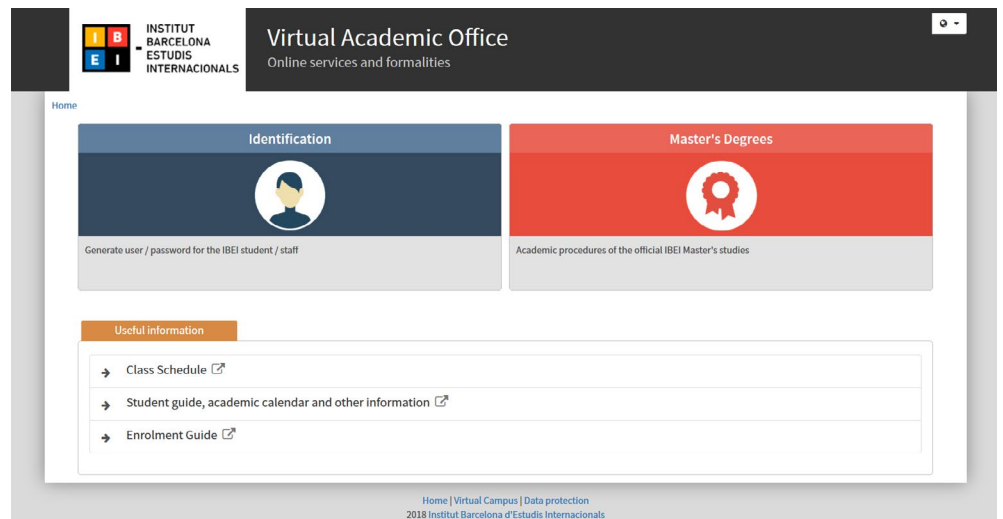 I B
E I
INSTITUT
BARCELONA
ESTUDIS
INTERNACIONALS
Virtual Academic Office
Online services and formalities
Home
Identification
Generate user / password for the IBEI student / staff
Master's Degrees
Academic procedures of the official IBEI Master's studies
Useful information
Class Schedule
Student guide, academic calendar and other information
Enrolment Guide
Home | Virtual Campus | Data protection
2018 Institut Barcelona d'Estudis Internacionals